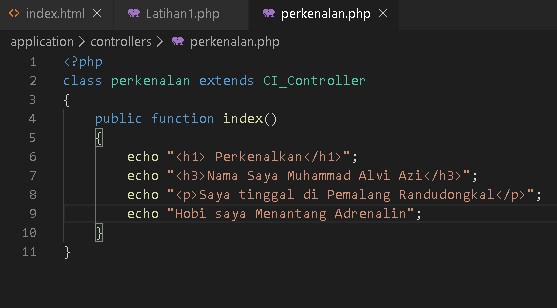 index.html Latihan1.php perkenalan.php
application > controllers > perkenalan.php
1 <?php
2 class perkenalan extends CI_Controller
3 {
4 public function index()
5 {
6 echo "<h1> Perkenalkan</h1>";
7 echo "<h3>Nama Saya Muhammad Alvi Azi</h3>";
8 echo "<p>Saya tinggal di Pemalang Randudongkal</p>";
9 echo "Hobi saya Menantang Adrenalin";
10 }
11 }